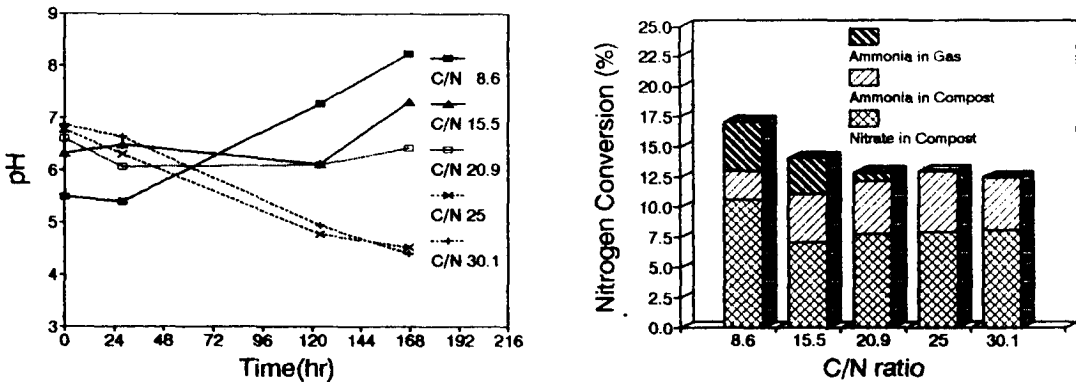 9
8
7
6
5
4
3
pH
0 24 48 72 96 120 144 168 192 216
Time(hr)
C/N 8.6
C/N 15.5
C/N 20.9
C/N 25
C/N 30.1
25.0
22.5
20.0
17.5
15.0
12.5
10.0
7.5
5.0
2.5
0.0
Nitrogen Conversion (%)
Ammonia in Gas
Ammonia in Compost
Nitrate in Compost
8.6 15.5 20.9 25 30.1
C/N ratio